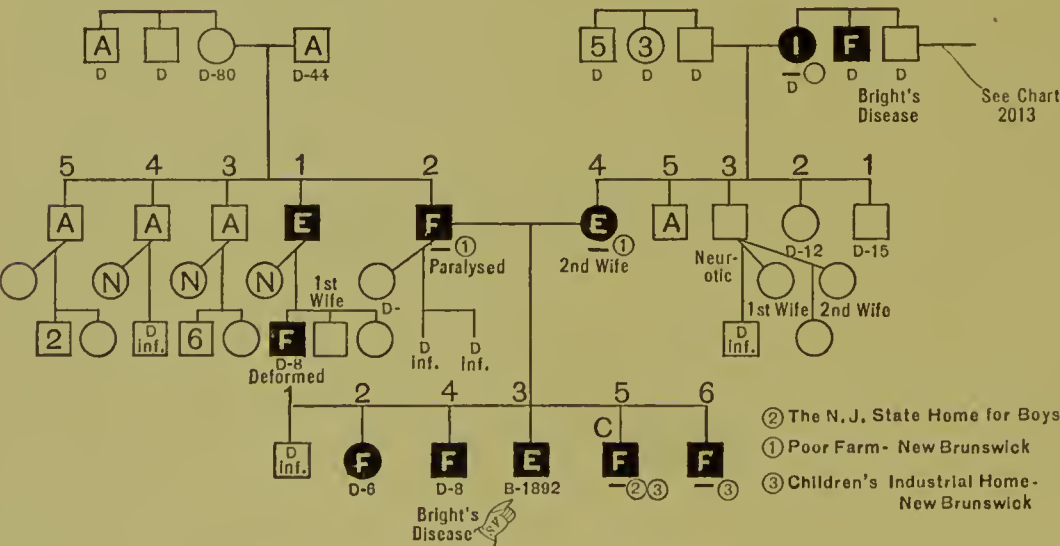 A 5 3 I F
D D D-80 A D-44 D D D D D D
Bright's
Disease
See Chart
2013
5 4 3 1 2 4 5 3 2 1
A A A E F E A
Paralysed
1
2nd Wife
1
Neur-
otic
D-12
D-15
N N N
1st
Wife
D-
1st Wife
2nd Wife
2
D
inf.
6
F
D-8
Deformed
D
inf.
D
inf.
D
inf.
1 2 4 3 5 6
C
D
inf.
F F E F F
D-6 D-8 B-1892 2 3 3
Bright's
Disease
A.S.
2 The N.J. State Home for Boys
1 Poor Farm- New Brunswick
3 Children's Industrial Home-
New Brunswick